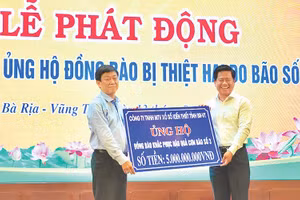 LỄ PHÁT ĐỘNG
ỦNG HỘ ĐỒNG BÀO BỊ THIỆT HẠI DO BÃO SỐ
Bà Rịa - Vũng
CÔNG TY TNHH MTV XỔ SỐ KIẾN THIẾT TỈNH BR-VT
ỦNG HỘ
ĐỒNG BÀO KHẮC PHỤC HẬU QUẢ CƠN BÃO SỐ 3
SỐ TIỀN: 5.000.000.000VNĐ